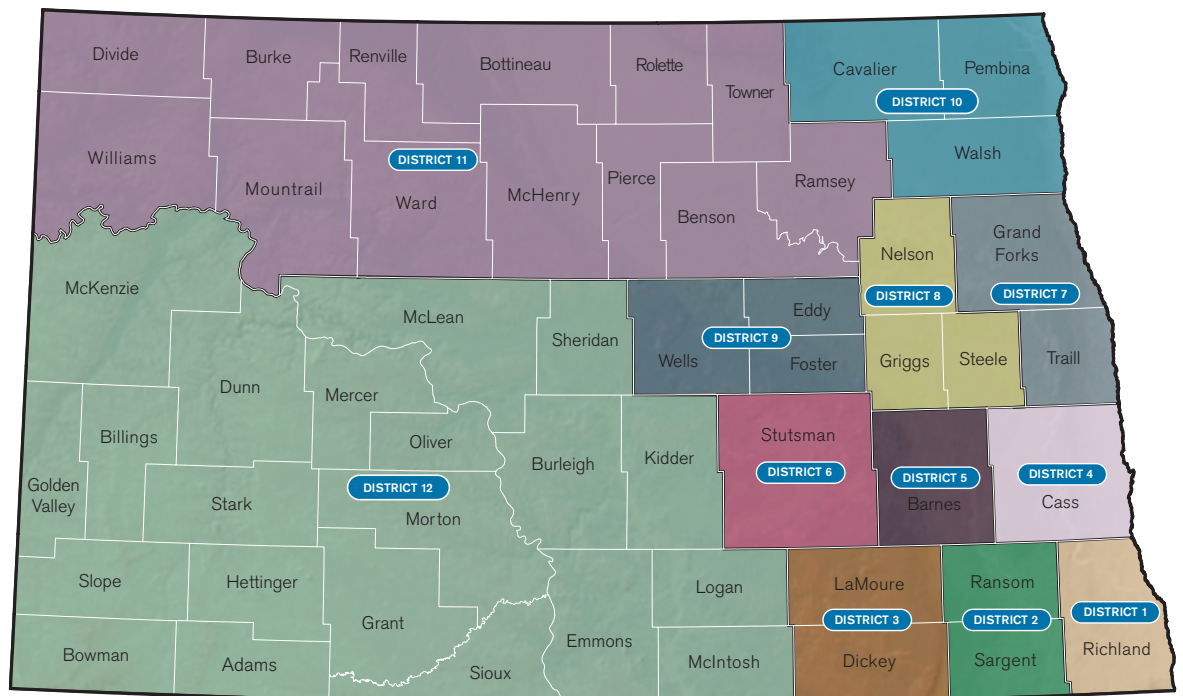 Divide
Burke
Renville
Bottineau
Rolette
Towner
Cavalier
Pembina
DISTRICT 10
Williams
Mountrail
DISTRICT 11
Ward
McHenry
Pierce
Benson
Ramsey
Walsh
Nelson
DISTRICT 8
Grand
Forks
DISTRICT 7
McKenzie
McLean
Sheridan
Eddy
DISTRICT 9
Wells
Foster
Griggs
Steele
Traill
Dunn
Mercer
Oliver
Billings
Golden
Valley
Stark
DISTRICT 12
Morton
Burleigh
Kidder
Stutsman
DISTRICT 6
DISTRICT 5
Barnes
DISTRICT 4
Cass
Slope
Hettinger
Grant
Logan
LaMoure
Ransom
DISTRICT 3
DISTRICT 2
DISTRICT 1
Bowman
Adams
Sioux
Emmons
McIntosh
Dickey
Sargent
Richland